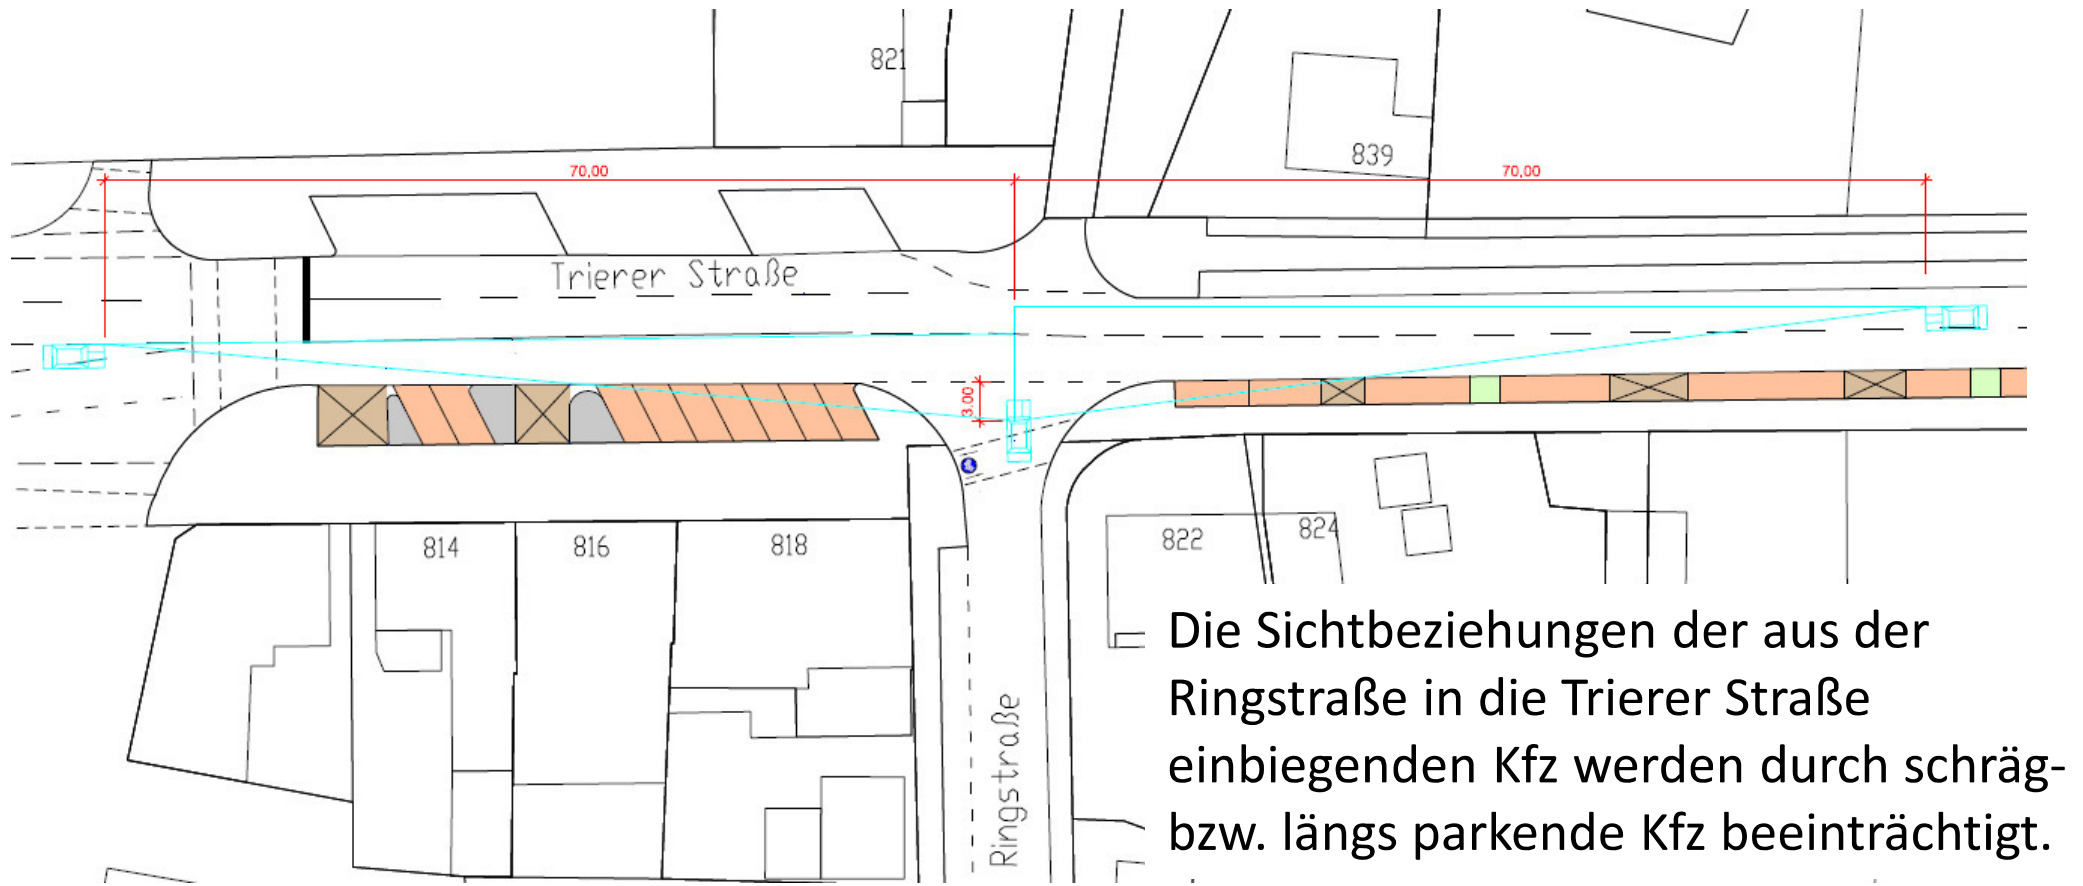 821
839
70,00
70,00
Trierer Straße
3.00
814
816
818
822
824
Ringstraße
Die Sichtbeziehungen der aus der
Ringstraße in die Trierer Straße
einbiegenden Kfz werden durch schräg-
bzw. längs parkende Kfz beeinträchtigt.